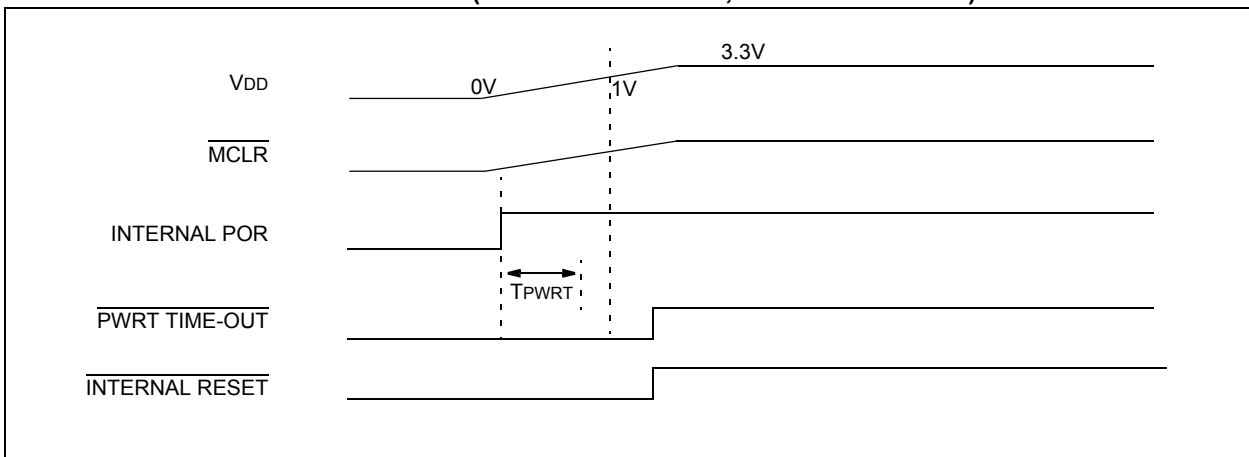 VDD
0V
1V
3.3V
MCLR
INTERNAL POR
TPWRT
PWRT TIME-OUT
INTERNAL RESET